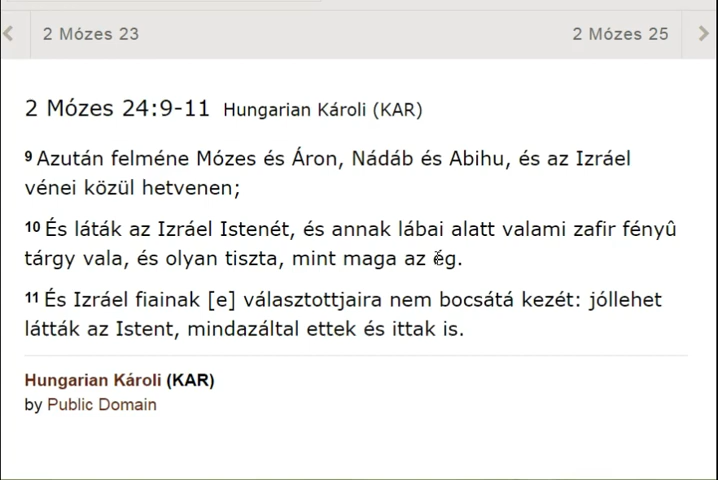 2 Mózes 23
2 Mózes 25
2 Mózes 24:9-11 Hungarian Károli (KAR)
9 Azután felméne Mózes és Áron, Nádáb és Abihu, és az Izráel
vénei közül hetvenen;
10 És láták az Izráel Istenét, és annak lábai alatt valami zafir fényû
tárgy vala, és olyan tiszta, mint maga az ég.
11 És Izráel fiainak [e] választottjaira nem bocsátá kezét: jóllehet
látták az Istent, mindazáltal ettek és ittak is.
Hungarian Károli (KAR)
by Public Domain